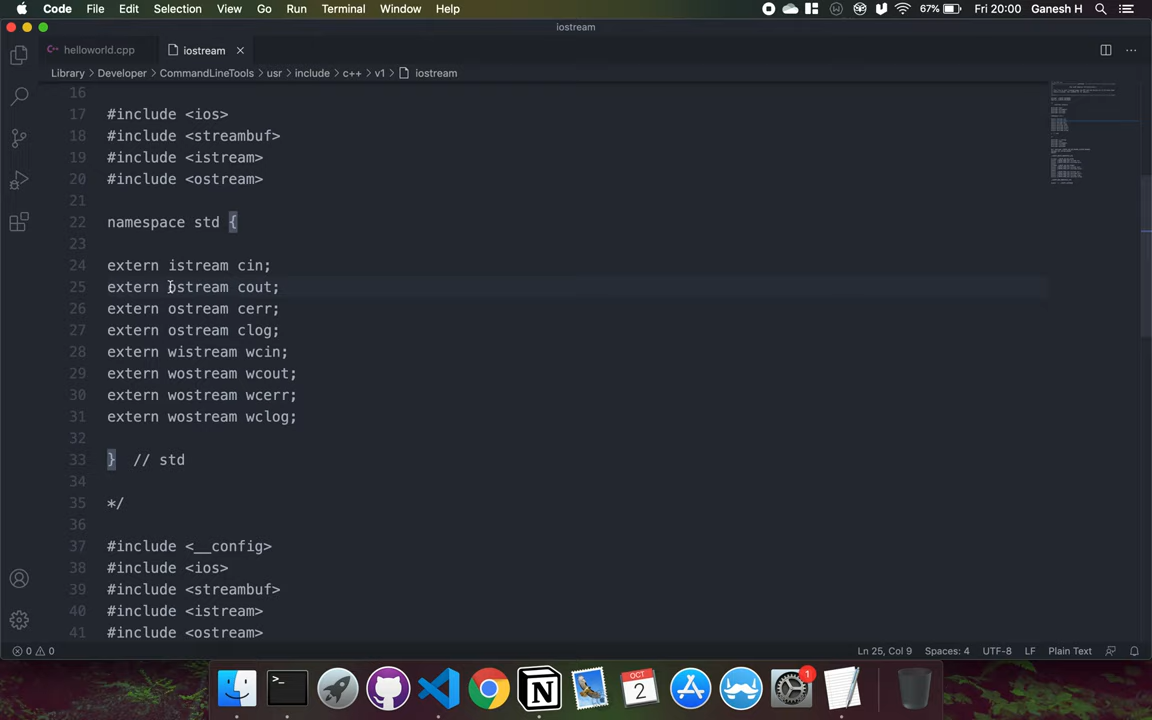 Code File Edit Selection View Go Run Terminal Window Help 67% Fri 20:00 Ganesh H
iostream
helloworld.cpp iostream
Library > Developer > CommandLineTools > usr > include > c++ > v1 > iostream
16
17 #include <ios>
18 #include <streambuf>
19 #include <istream>
20 #include <ostream>
21
22 namespace std {
23
24 extern istream cin;
25 extern ostream cout;
26 extern ostream cerr;
27 extern ostream clog;
28 extern wistream wcin;
29 extern wostream wcout;
30 extern wostream wcerr;
31 extern wostream wclog;
32
33 } // std
34
35 */
36
37 #include <__config>
38 #include <ios>
39 #include <streambuf>
40 #include <istream>
41 #include <ostream>
0 0 Ln 25, Col 9 Spaces: 4 UTF-8 LF Plain Text
OCT
2
1